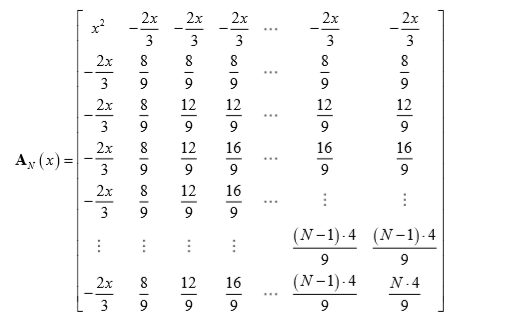 x² -2x/3 -2x/3 -2x/3 ⋯ -2x/3 -2x/3
-2x/3 8/9 8/9 8/9 ⋯ 8/9 8/9
-2x/3 8/9 12/9 12/9 ⋯ 12/9 12/9
A_N(x)= -2x/3 8/9 12/9 16/9 ⋯ 16/9 16/9
-2x/3 8/9 12/9 16/9 ⋯ ⋮ ⋮
⋮ ⋮ ⋮ ⋮ (N-1)·4/9 (N-1)·4/9
-2x/3 8/9 12/9 16/9 ⋯ (N-1)·4/9 N·4/9